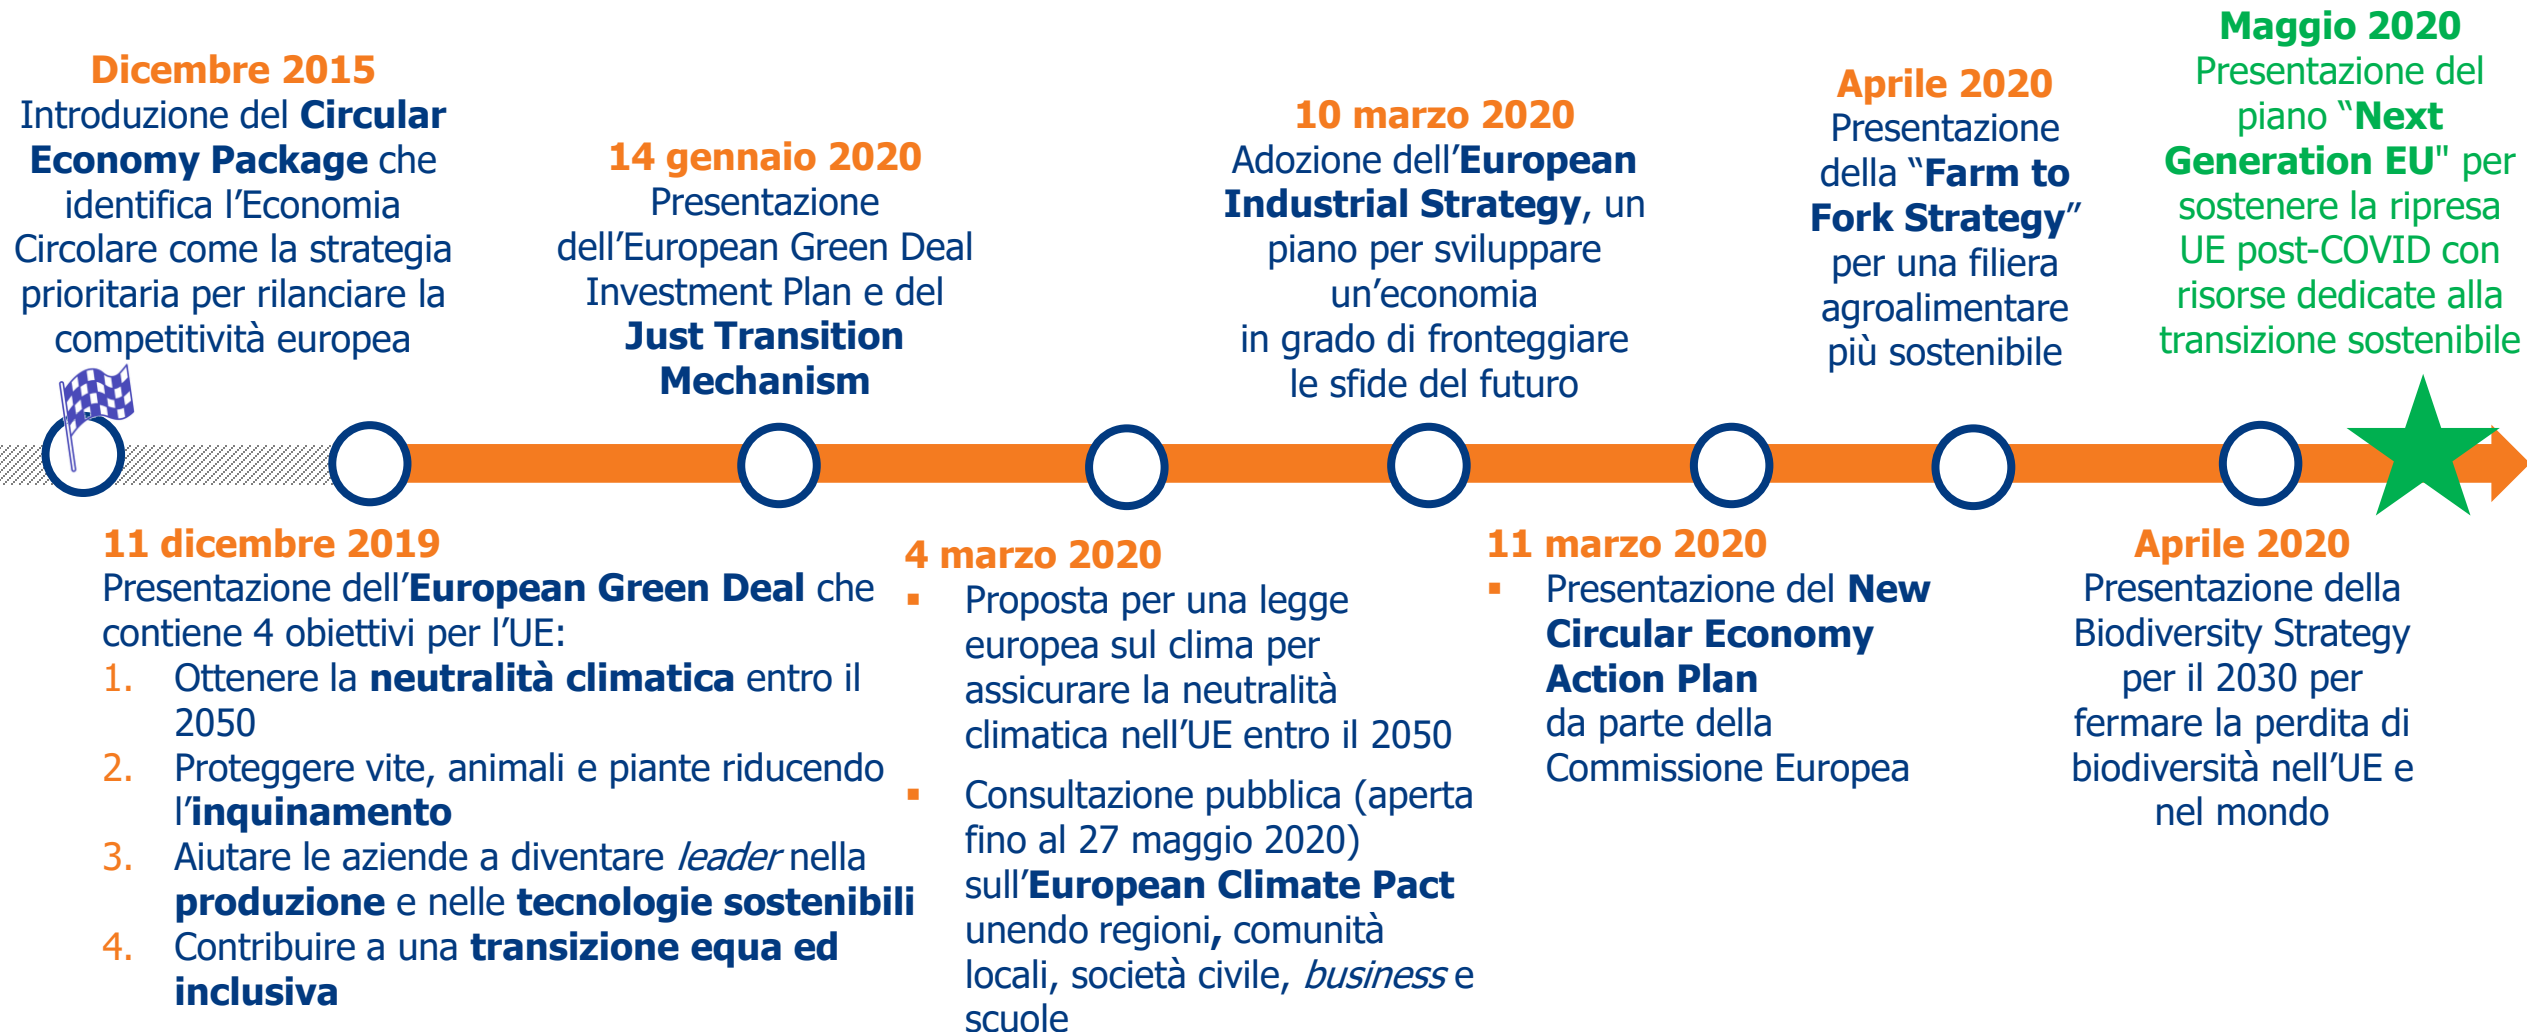 Dicembre 2015
Introduzione del Circular
Economy Package che
identifica l’Economia
Circolare come la strategia
prioritaria per rilanciare la
competitività europea
14 gennaio 2020
Presentazione
dell’European Green Deal
Investment Plan e del
Just Transition
Mechanism
10 marzo 2020
Adozione dell’European
Industrial Strategy, un
piano per sviluppare
un’economia
in grado di fronteggiare
le sfide del futuro
Aprile 2020
Presentazione
della “Farm to
Fork Strategy”
per una filiera
agroalimentare
più sostenibile
Maggio 2020
Presentazione del
piano “Next
Generation EU" per
sostenere la ripresa
UE post-COVID con
risorse dedicate alla
transizione sostenibile
11 dicembre 2019
Presentazione dell’European Green Deal che
contiene 4 obiettivi per l’UE:
1. Ottenere la neutralità climatica entro il
2050
2. Proteggere vite, animali e piante riducendo
l’inquinamento
3. Aiutare le aziende a diventare leader nella
produzione e nelle tecnologie sostenibili
4. Contribuire a una transizione equa ed
inclusiva
4 marzo 2020
▪ Proposta per una legge
europea sul clima per
assicurare la neutralità
climatica nell’UE entro il 2050
▪ Consultazione pubblica (aperta
fino al 27 maggio 2020)
sull’European Climate Pact
unendo regioni, comunità
locali, società civile, business e
scuole
11 marzo 2020
▪ Presentazione del New
Circular Economy
Action Plan
da parte della
Commissione Europea
Aprile 2020
Presentazione della
Biodiversity Strategy
per il 2030 per
fermare la perdita di
biodiversità nell’UE e
nel mondo